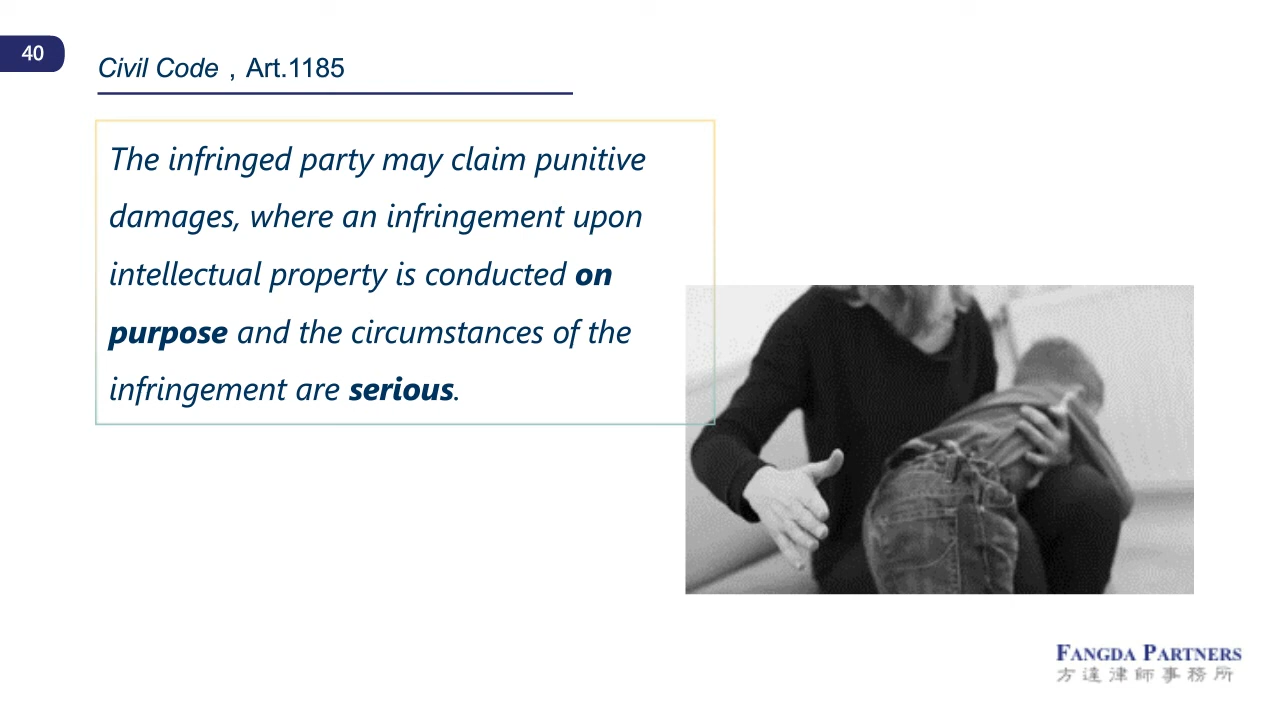 40
Civil Code，Art.1185
The infringed party may claim punitive
damages, where an infringement upon
intellectual property is conducted on
purpose and the circumstances of the
infringement are serious.
FANGDA PARTNERS
方達律師事務所